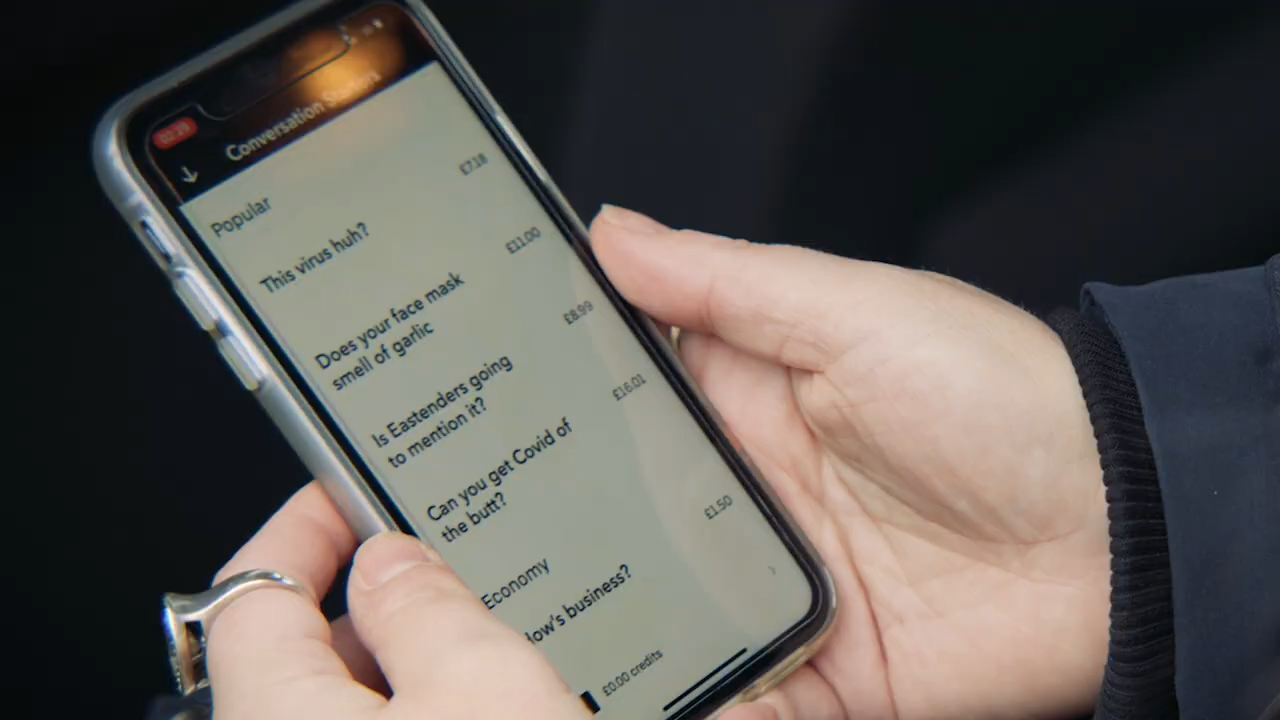 Conversation
Popular
This virus huh?
£7.18
Does your face mask
smell of garlic
£11.00
Is Eastenders going
to mention it?
£8.99
Can you get Covid of
the butt?
£16.01
Economy
How's business?
£1.50
£0.00 credits